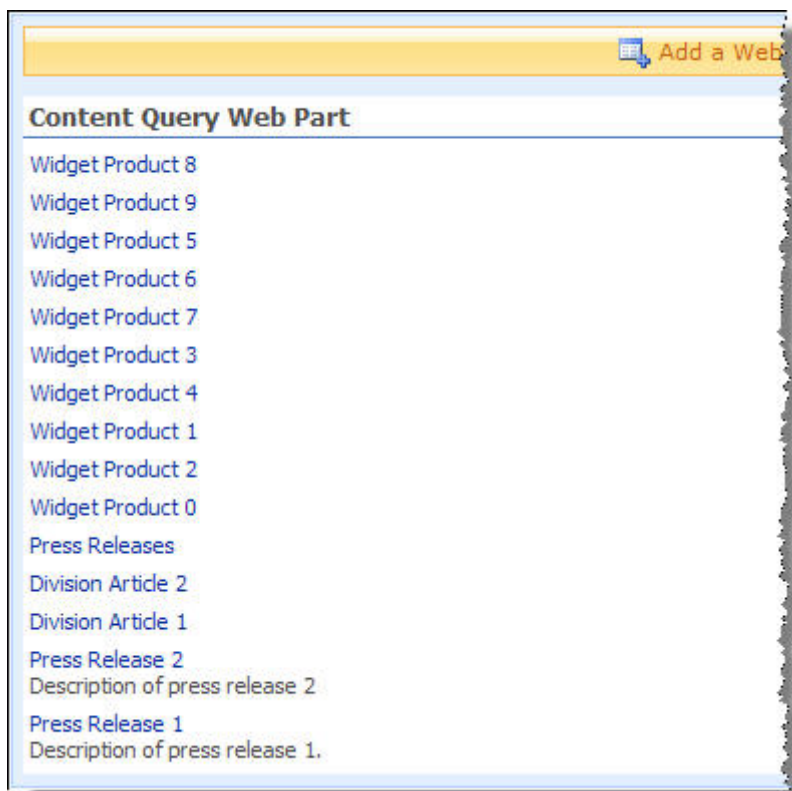 Add a Web
Content Query Web Part
Widget Product 8
Widget Product 9
Widget Product 5
Widget Product 6
Widget Product 7
Widget Product 3
Widget Product 4
Widget Product 1
Widget Product 2
Widget Product 0
Press Releases
Division Article 2
Division Article 1
Press Release 2
Description of press release 2
Press Release 1
Description of press release 1.